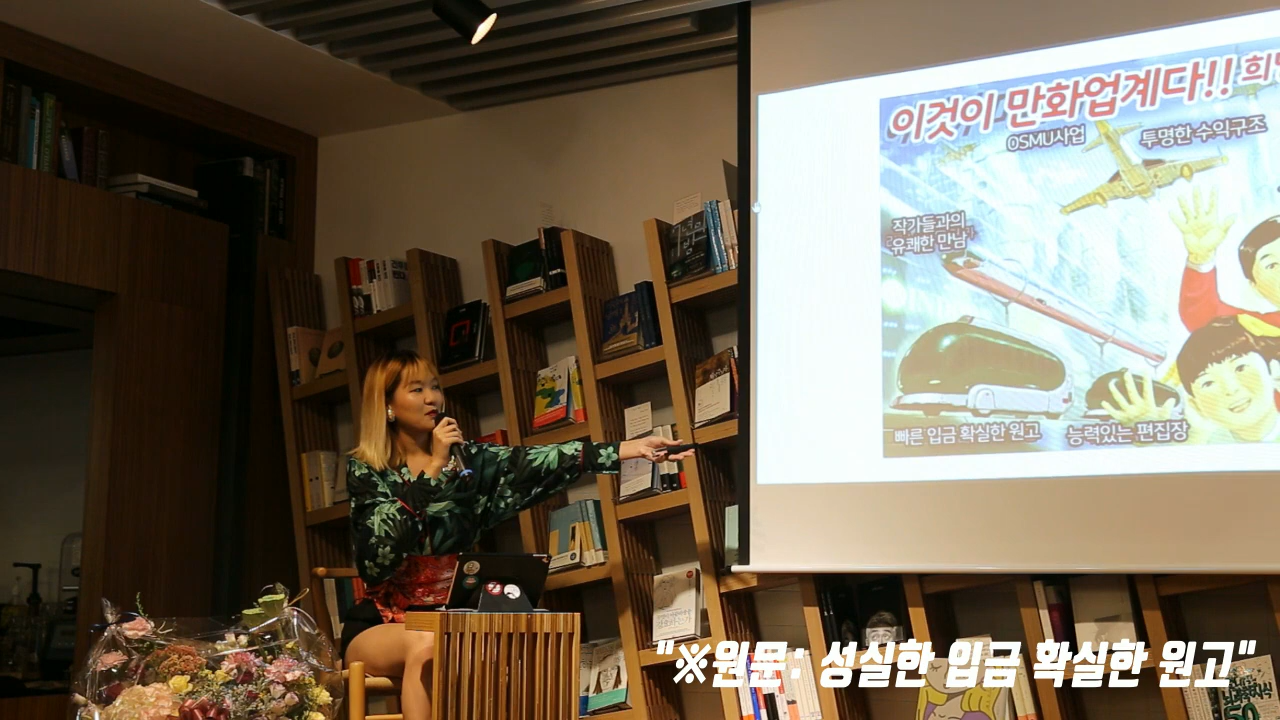 이것이 만화업계다!! 희
OSMU사업
투명한 수익구조
작가들과의
유쾌한 만남
빠른 입금 확실한 원고
능력있는 편집장
"※원문: 성실한 입금 확실한 원고"